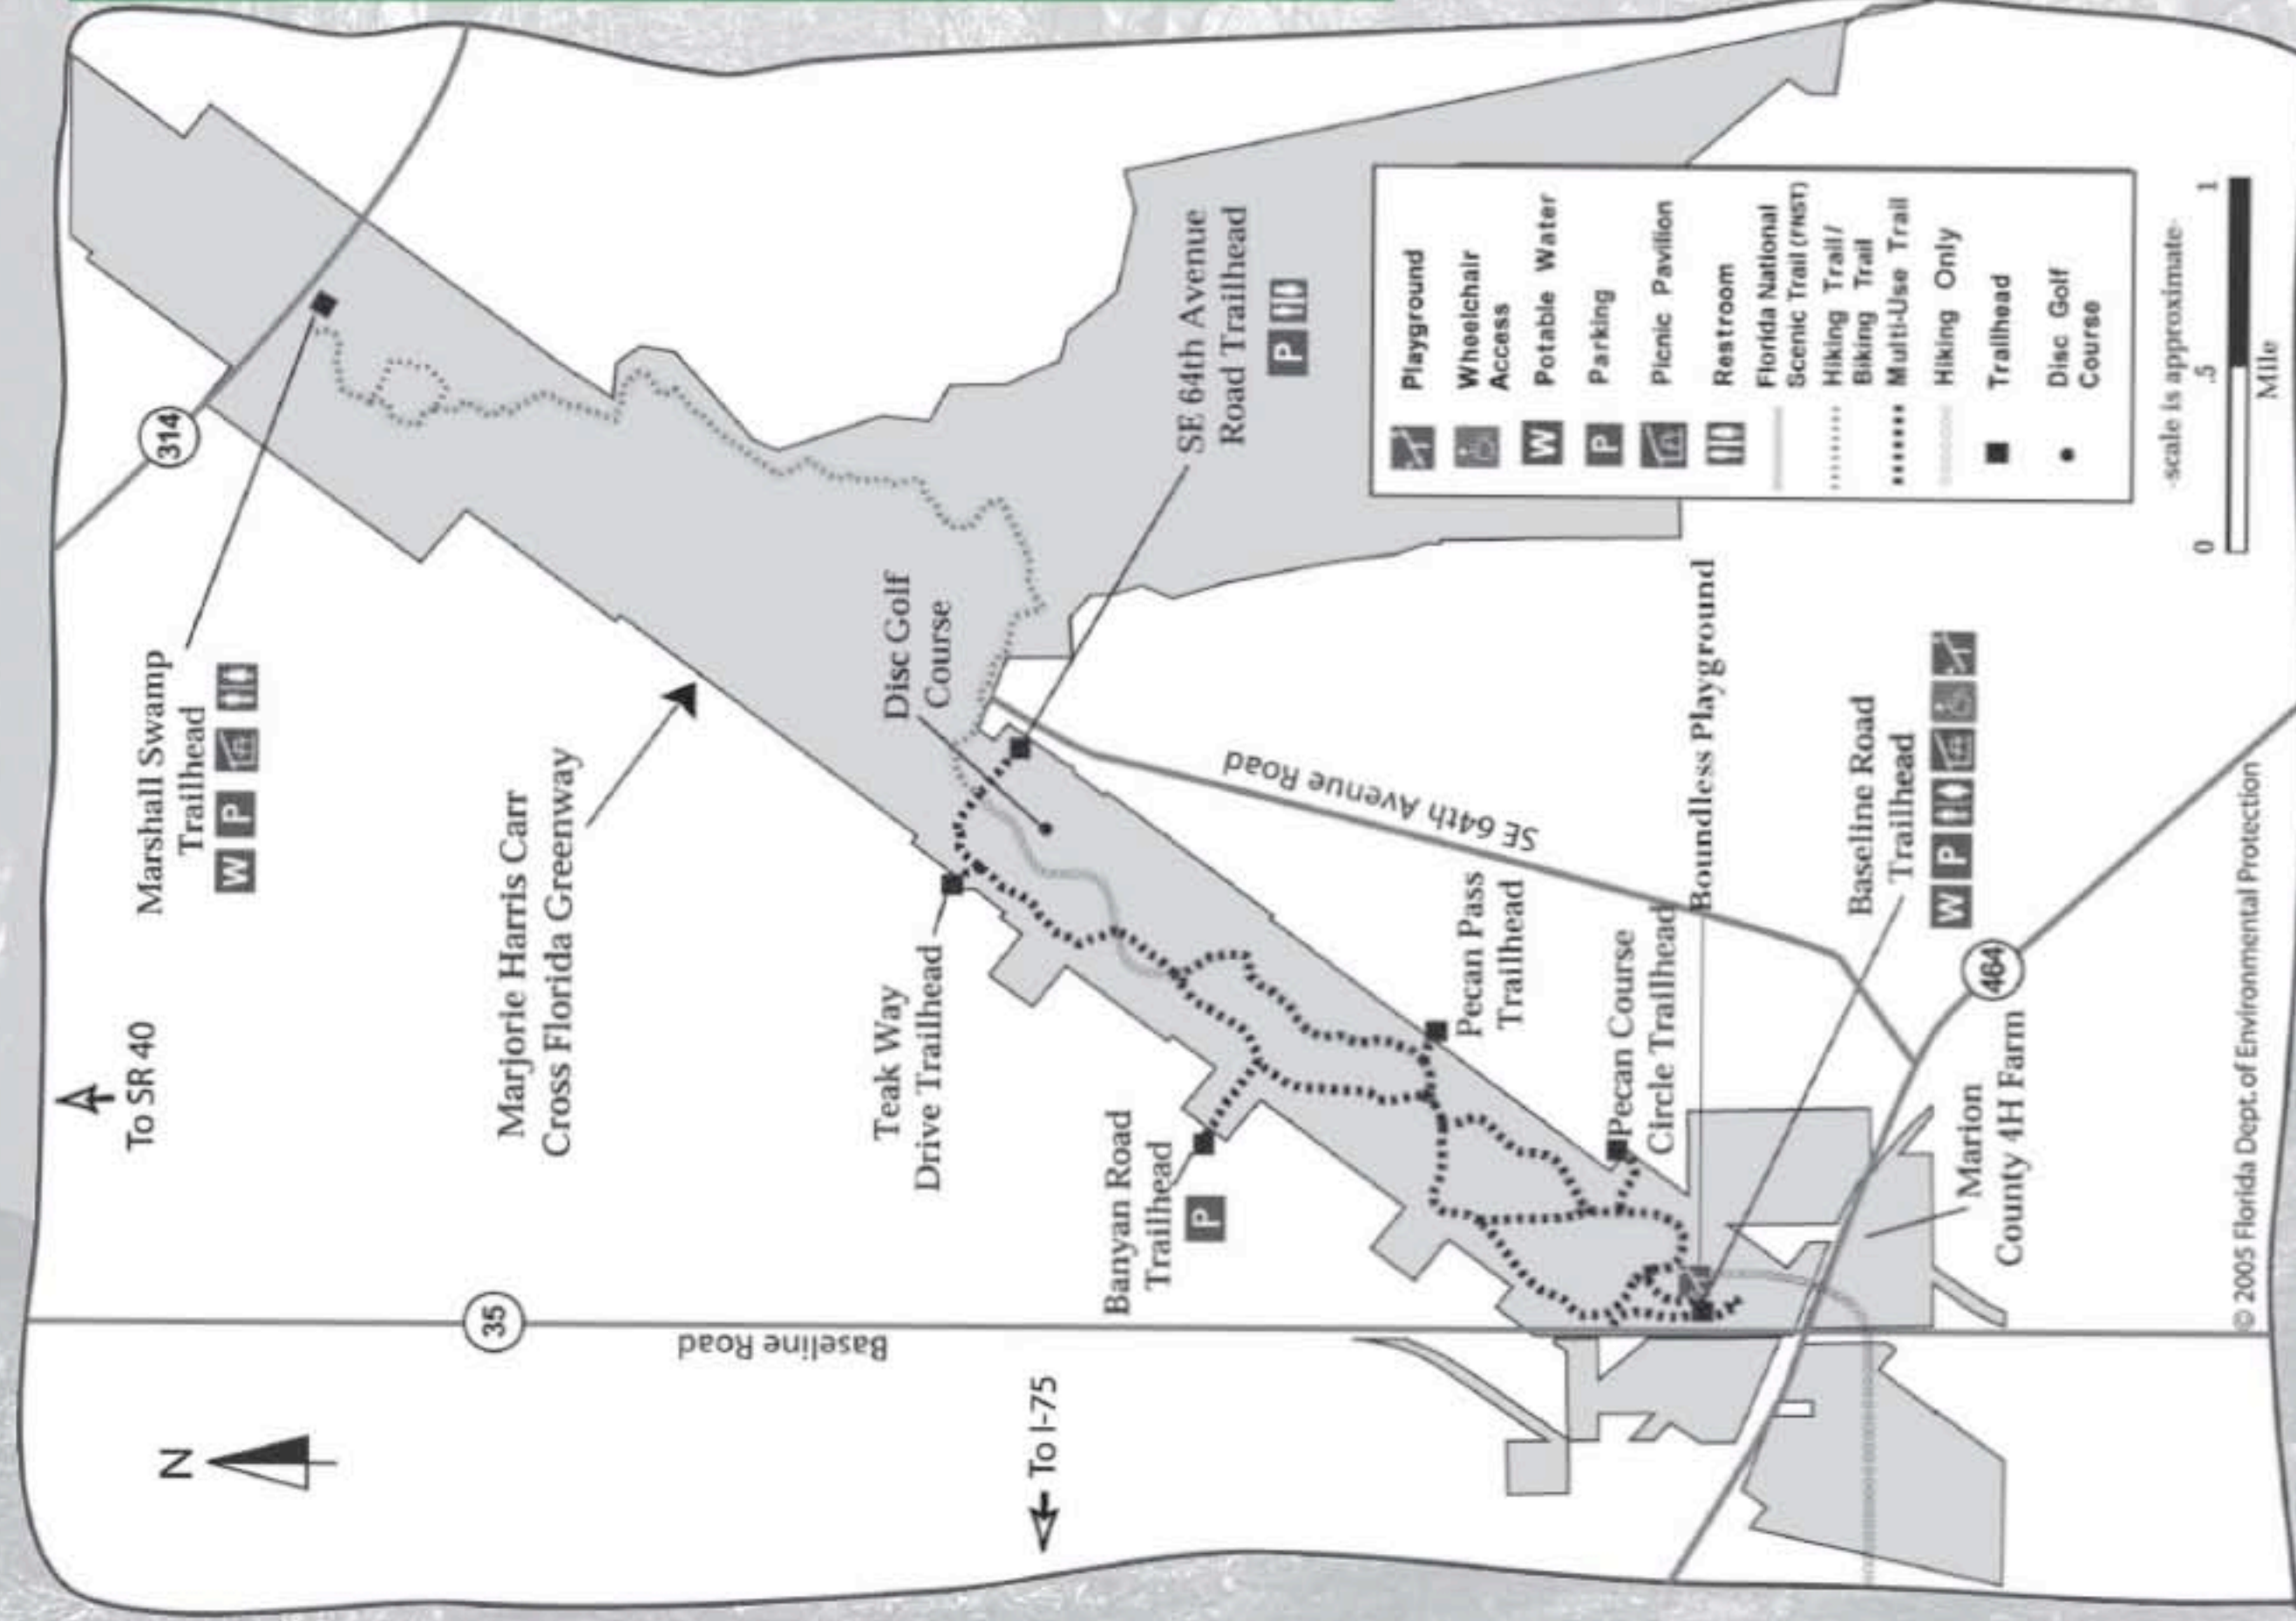 N
To SR 40
314
Marshall Swamp
Trailhead
W P
35
Baseline Road
Marjorie Harris Carr
Cross Florida Greenway
Teak Way
Drive Trailhead
Disc Golf
Course
To I-75
Banyan Road
Trailhead
P
SE 64th Avenue
Road Trailhead
P
SE 64th Avenue Road
Pecan Pass
Trailhead
Pecan Course
Circle Trailhead
Boundless Playground
Baseline Road
Trailhead
W P
464
Marion
County 4H Farm
Playground
Wheelchair
Access
W Potable Water
P Parking
Picnic Pavilion
Restroom
Florida National
Scenic Trail (FNST)
Hiking Trail/
Biking Trail
Multi-Use Trail
Hiking Only
Trailhead
Disc Golf
Course
-scale is approximate-
0 .5 1
Mile
© 2005 Florida Dept. of Environmental Protection